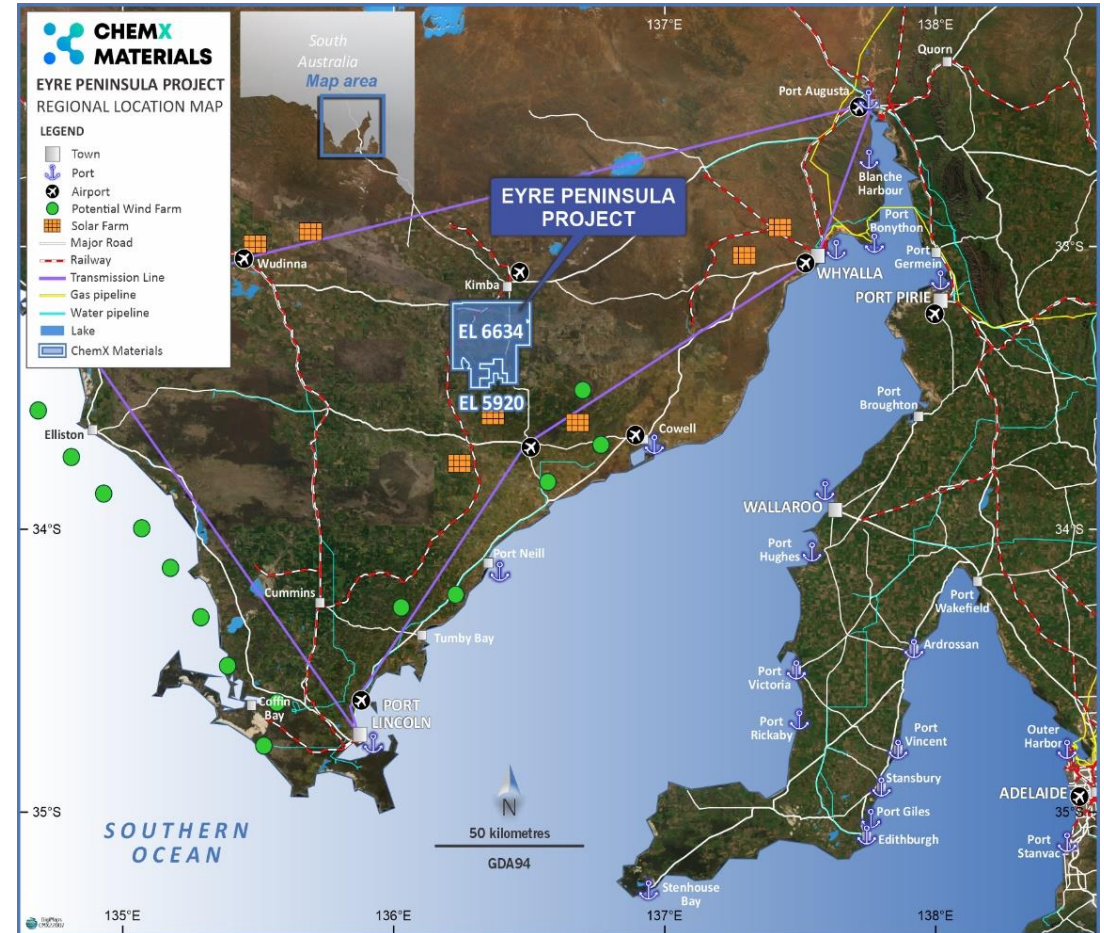 CHEMX
MATERIALS
EYRE PENINSULA PROJECT
REGIONAL LOCATION MAP
LEGEND
Town
Port
Airport
Potential Wind Farm
Solar Farm
Major Road
Railway
Transmission Line
Gas pipeline
Water pipeline
Lake
ChemX Materials
South
Australia
Map area
137°E
138°E
Quorn
Port Augusta
Blanche
Harbour
EYRE PENINSULA
PROJECT
Port
Bonython
33°S
Wudinna
Port
Germein
WHYALLA
Kimba
PORT PIRIE
EL 6634
EL 5920
Port
Broughton
Elliston
Cowell
WALLAROO
34°S
34°S
Port
Hughes
Port Neill
Cummins
Port
Wakefield
Tumby Bay
Ardrossan
Port
Victoria
Coffin
Bay
PORT
LINCOLN
Port
Rickaby
Port
Vincent
Outer
Harbor
Stansbury
N
ADELAIDE
35°S
35°S
Port Giles
SOUTHERN
OCEAN
50 kilometres
GDA94
Edithburgh
Port
Stanvac
Stenhouse
Bay
135°E
136°E
137°E
138°E
DigMaps